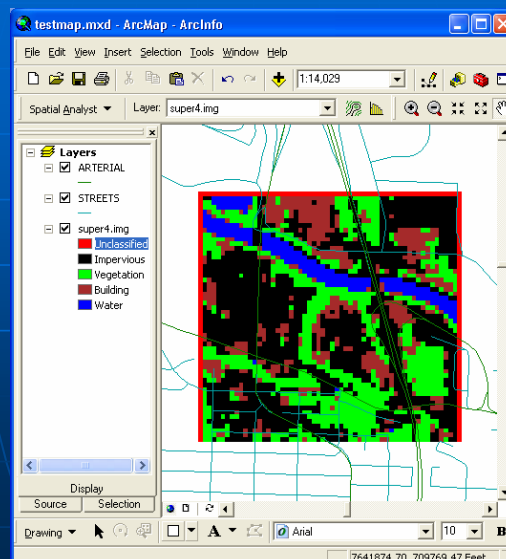 testmap.mxd - ArcMap - ArcInfo
File Edit View Insert Selection Tools Window Help
1:14,029
Spatial Analyst Layer: super4.img
Layers
ARTERIAL
STREETS
super4.img
Unclassified
Impervious
Vegetation
Building
Water
Display
Source Selection
Drawing A Arial 10 B
7641874.70 709769.47 Feet